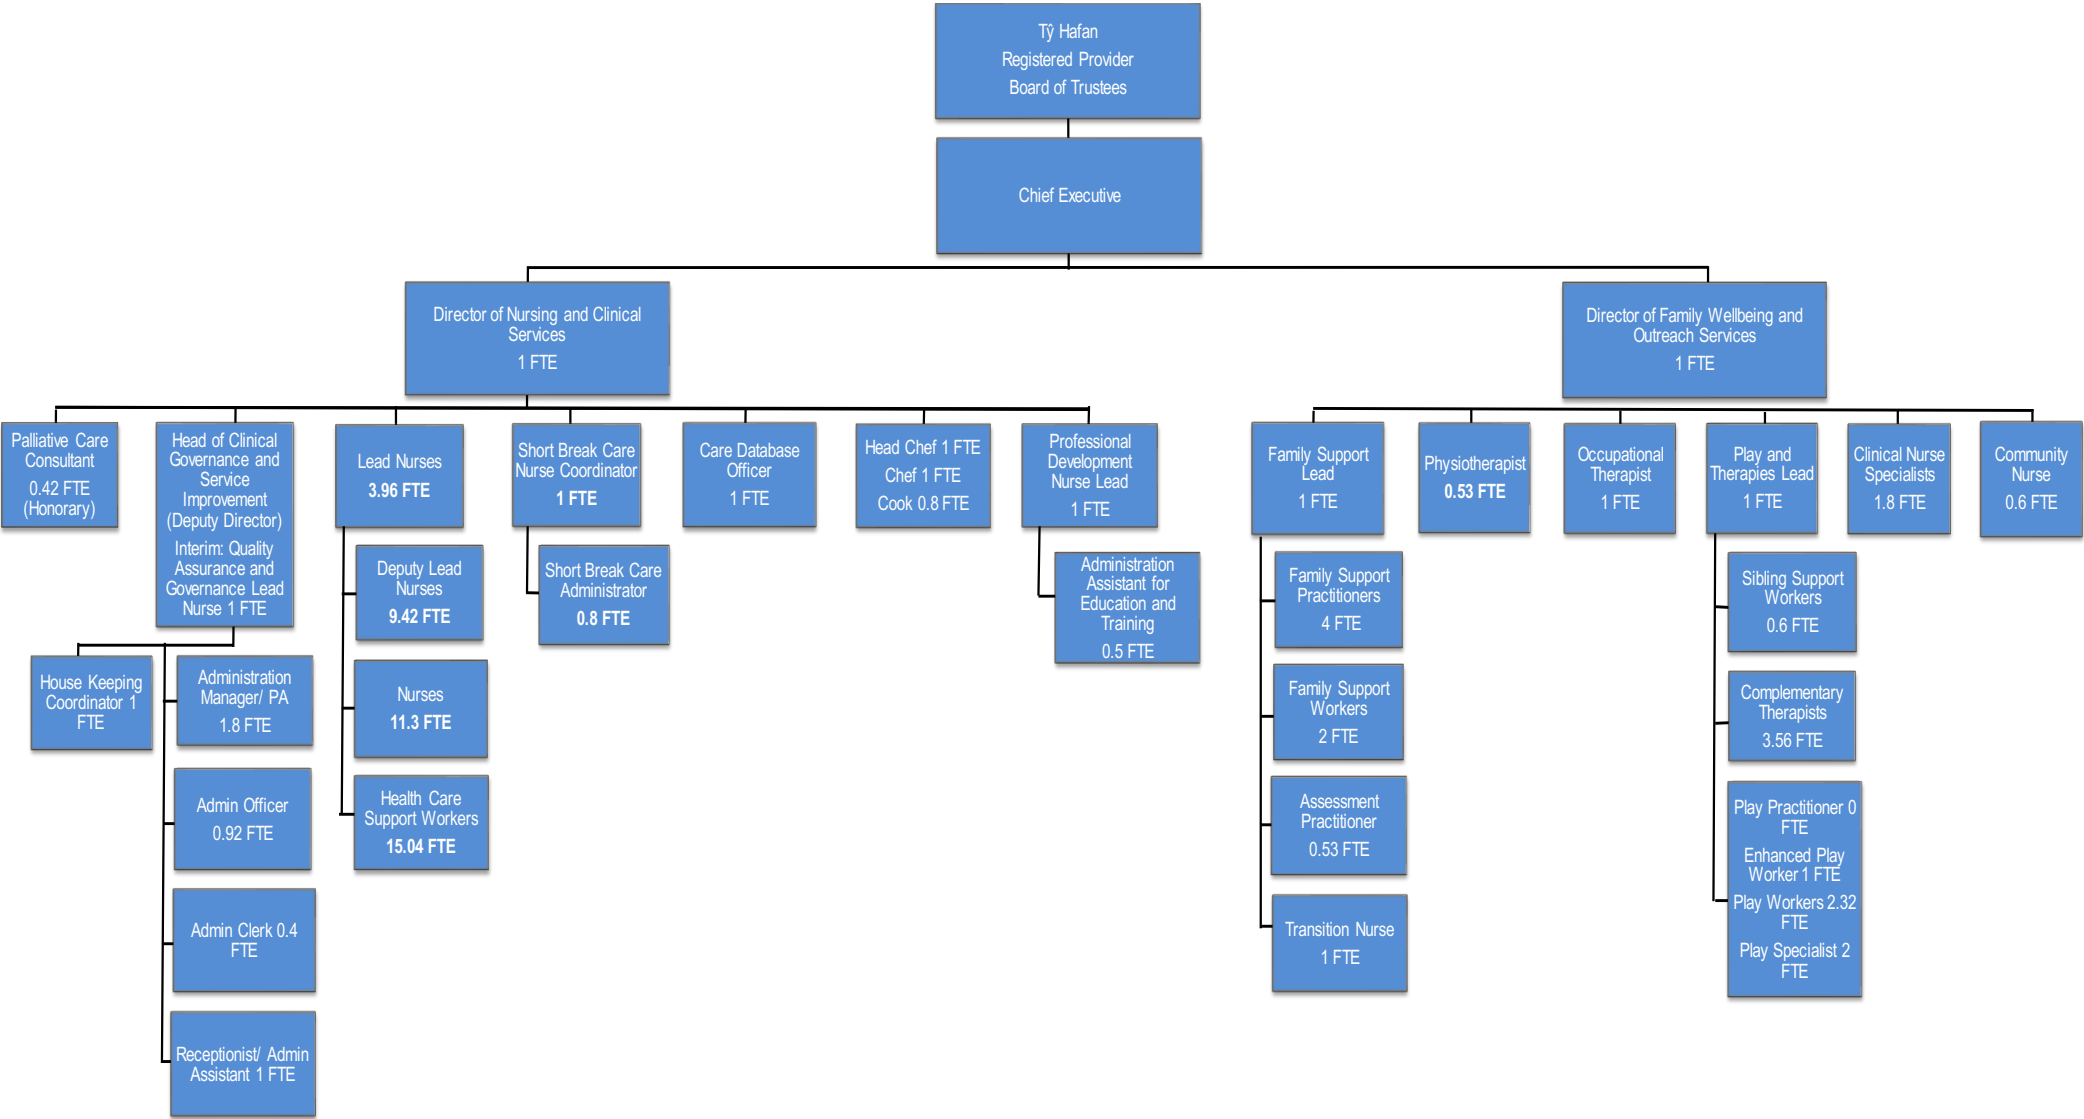 Tŷ Hafan
Registered Provider
Board of Trustees
Chief Executive
Director of Nursing and Clinical
Services
1 FTE
Director of Family Wellbeing and
Outreach Services
1 FTE
Palliative Care
Consultant
0.42 FTE
(Honorary)
Head of Clinical
Governance and
Service
Improvement
(Deputy Director)
Interim: Quality
Assurance and
Governance Lead
Nurse 1 FTE
Lead Nurses
3.96 FTE
Short Break Care
Nurse Coordinator
1 FTE
Care Database
Officer
1 FTE
Head Chef 1 FTE
Chef 1 FTE
Cook 0.8 FTE
Professional
Development
Nurse Lead
1 FTE
Family Support
Lead
1 FTE
Physiotherapist
0.53 FTE
Occupational
Therapist
1 FTE
Play and
Therapies Lead
1 FTE
Clinical Nurse
Specialists
1.8 FTE
Community
Nurse
0.6 FTE
House Keeping
Coordinator 1
FTE
Administration
Manager/ PA
1.8 FTE
Admin Officer
0.92 FTE
Admin Clerk 0.4
FTE
Receptionist/ Admin
Assistant 1 FTE
Deputy Lead
Nurses
9.42 FTE
Nurses
11.3 FTE
Health Care
Support Workers
15.04 FTE
Short Break Care
Administrator
0.8 FTE
Administration
Assistant for
Education and
Training
0.5 FTE
Family Support
Practitioners
4 FTE
Family Support
Workers
2 FTE
Assessment
Practitioner
0.53 FTE
Transition Nurse
1 FTE
Sibling Support
Workers
0.6 FTE
Complementary
Therapists
3.56 FTE
Play Practitioner 0
FTE
Enhanced Play
Worker 1 FTE
Play Workers 2.32
FTE
Play Specialist 2
FTE